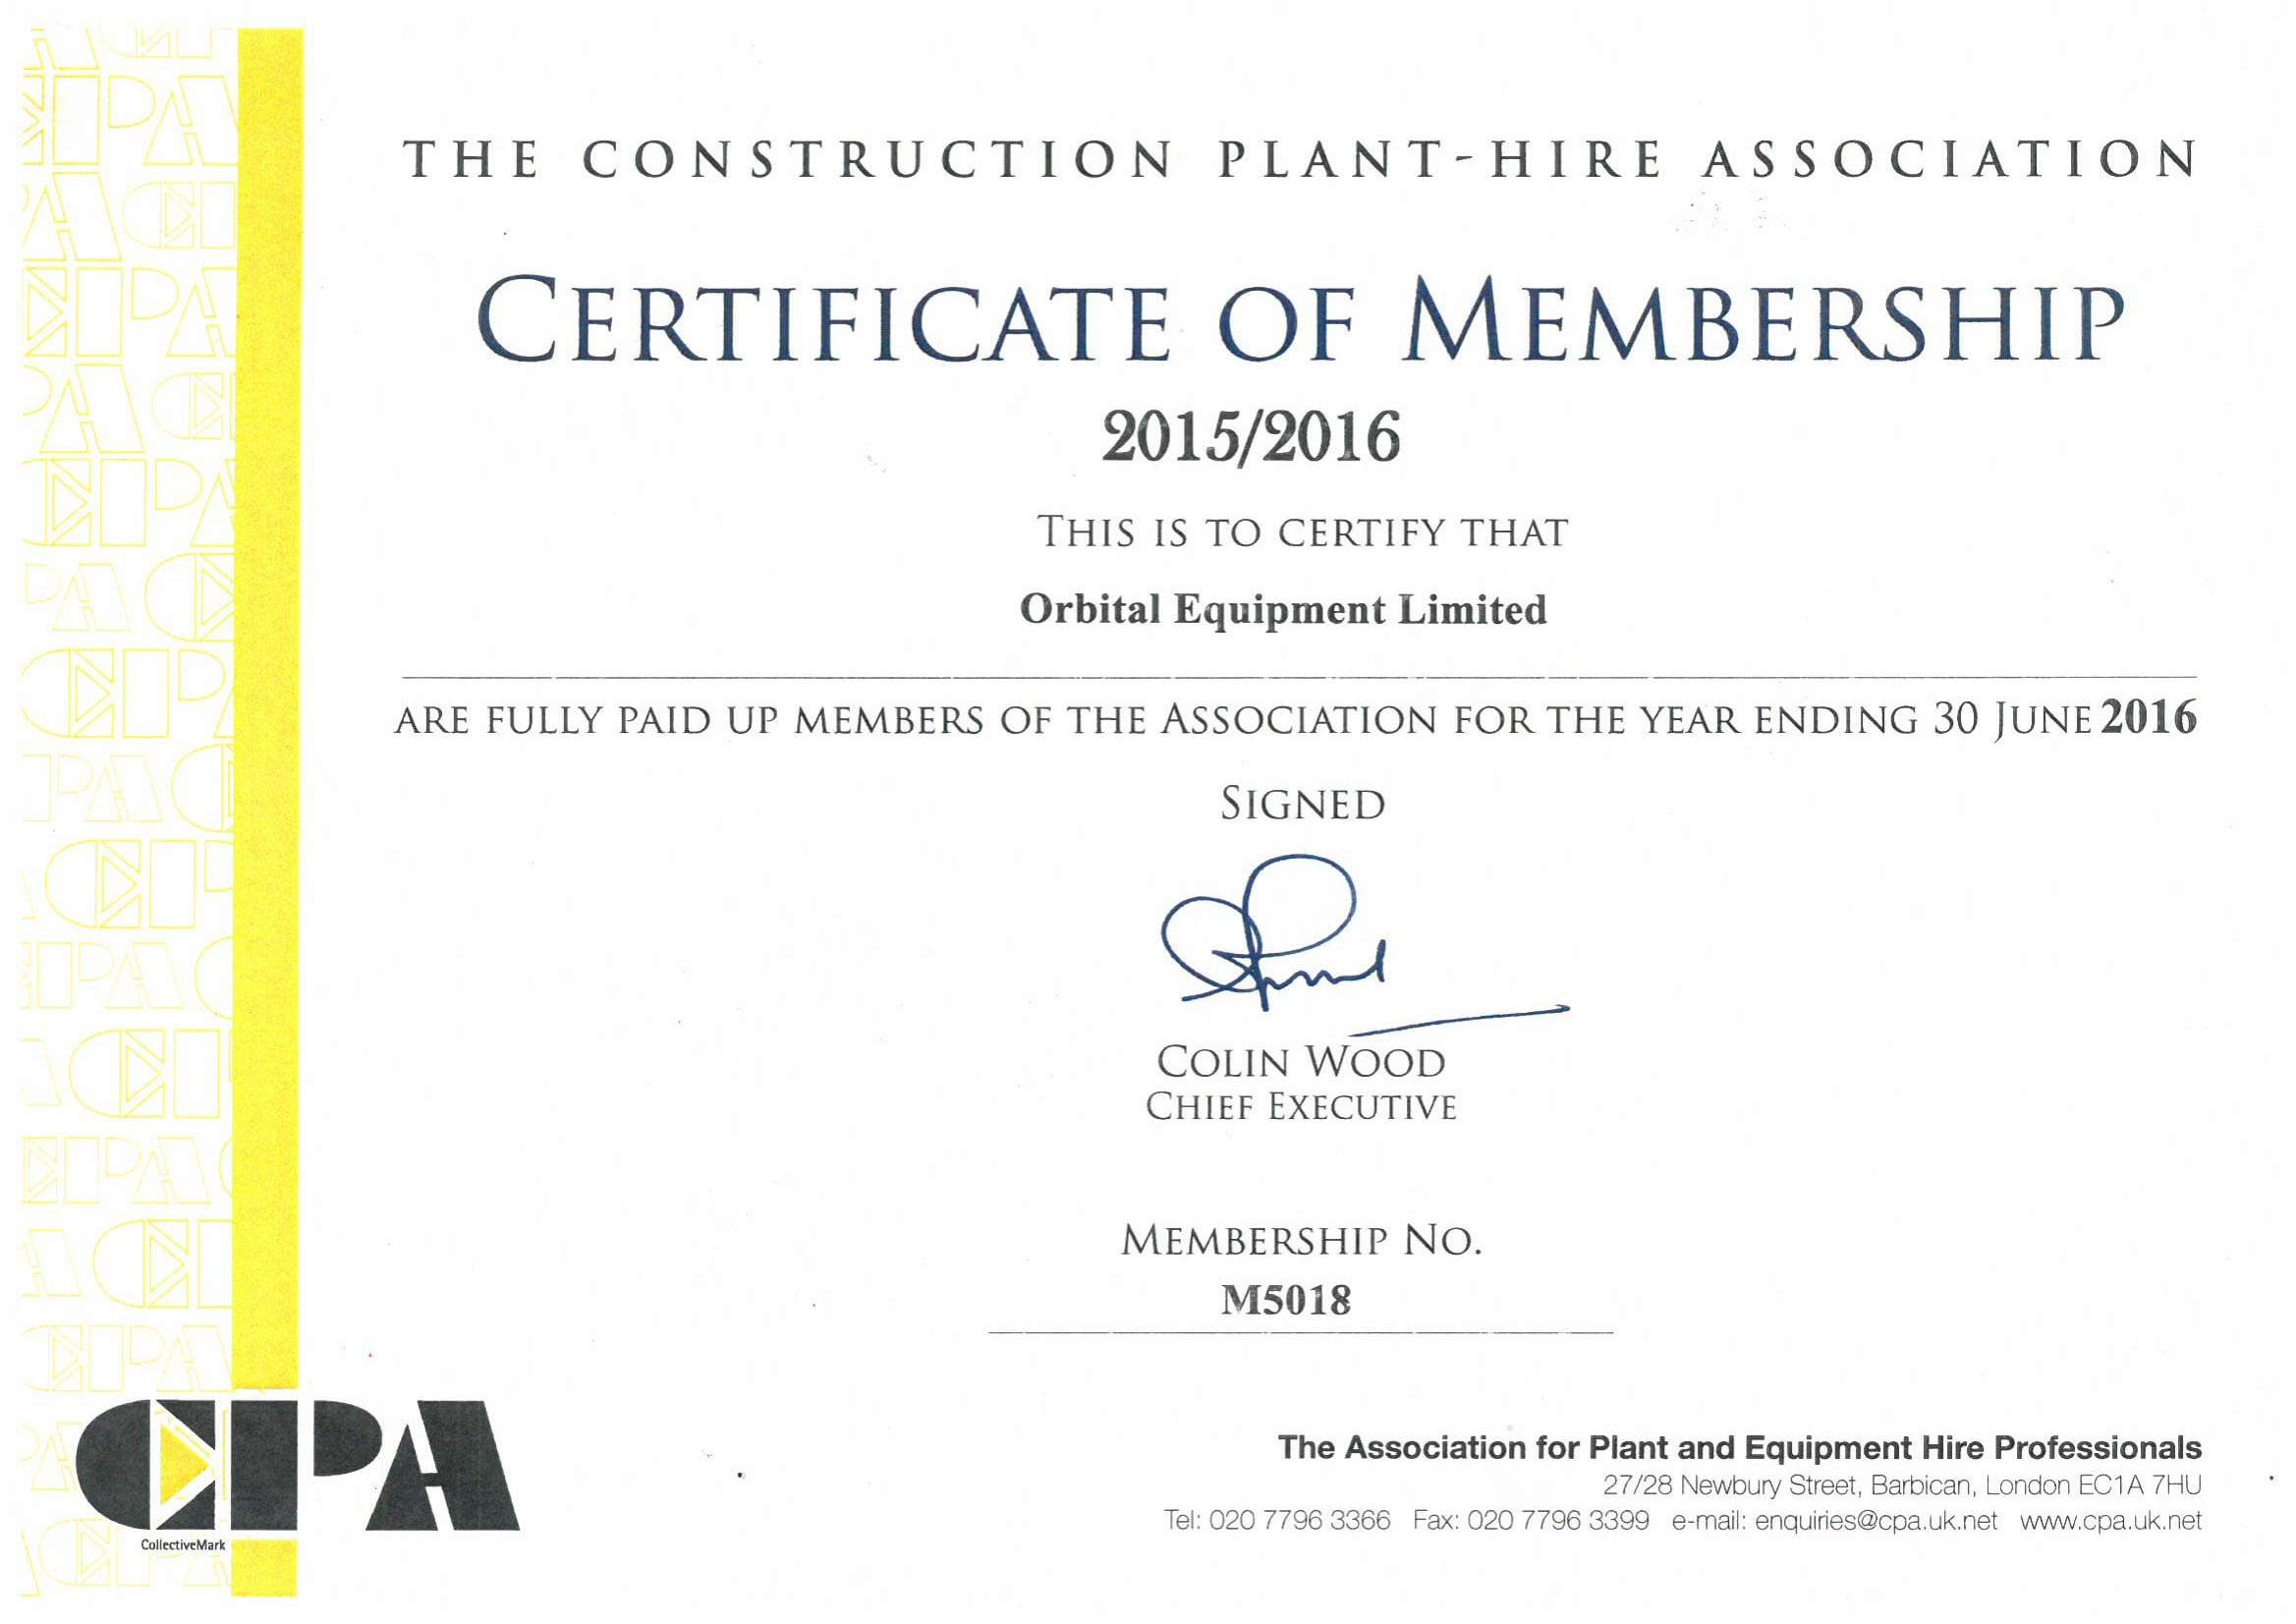 THE CONSTRUCTION PLANT-HIRE ASSOCIATION
CERTIFICATE OF MEMBERSHIP
2015/2016
THIS IS TO CERTIFY THAT
Orbital Equipment Limited
ARE FULLY PAID UP MEMBERS OF THE ASSOCIATION FOR THE YEAR ENDING 30 JUNE 2016
SIGNED
COLIN WOOD
CHIEF EXECUTIVE
MEMBERSHIP NO.
M5018
CPA
CollectiveMark
The Association for Plant and Equipment Hire Professionals
27/28 Newbury Street, Barbican, London EC1A 7HU
Tel: 020 7796 3366 Fax: 020 7796 3399 e-mail: enquiries@cpa.uk.net www.cpa.uk.net